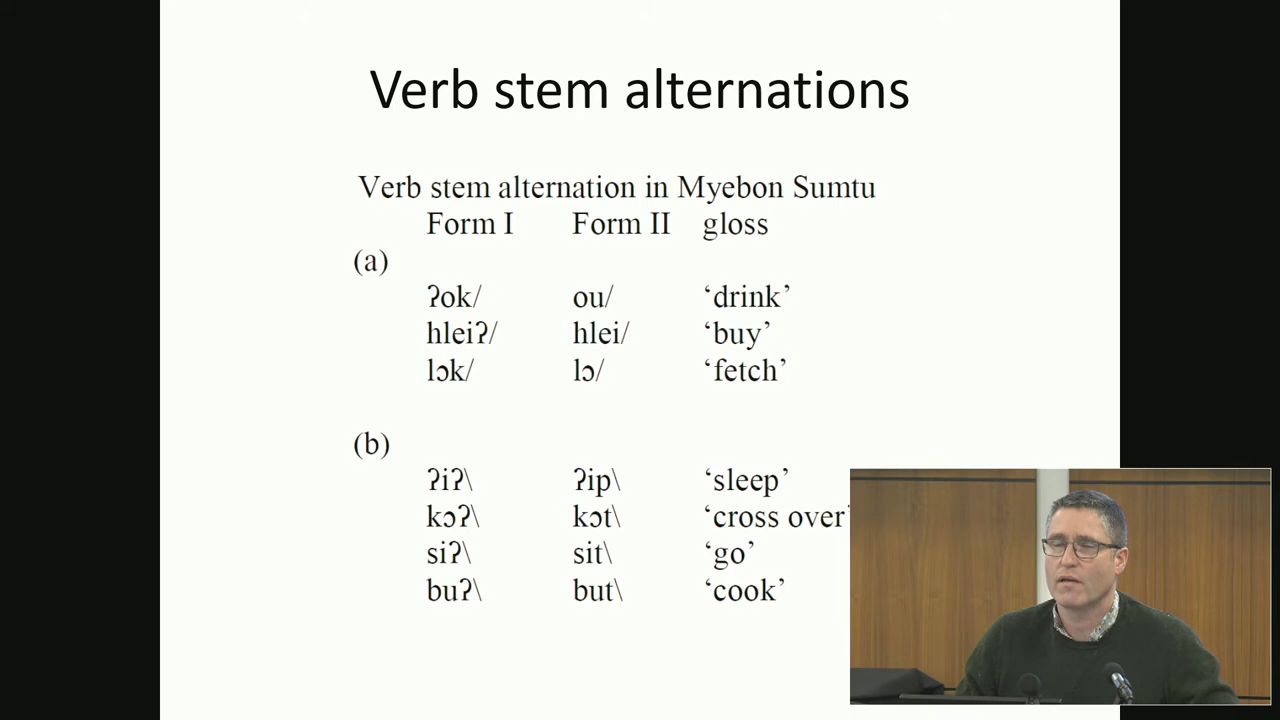 Verb stem alternations
Verb stem alternation in Myebon Sumtu
Form I Form II gloss
(a)
ʔok/ ou/ ‘drink’
hleiʔ/ hlei/ ‘buy’
lɔk/ lɔ/ ‘fetch’
(b)
ʔiʔ\ ʔip\ ‘sleep’
kɔʔ\ kɔt\ ‘cross over’
siʔ\ sit\ ‘go’
buʔ\ but\ ‘cook’